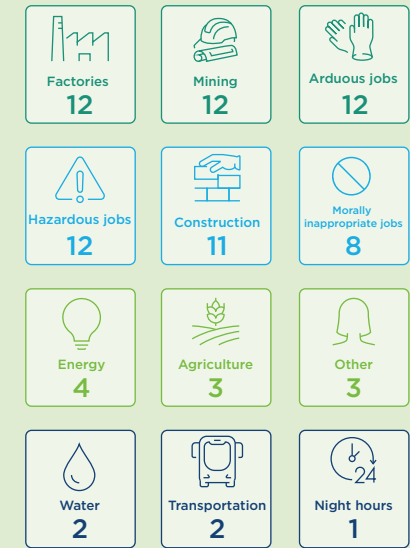 Factories
12
Mining
12
Arduous jobs
12
Hazardous jobs
12
Construction
11
Morally
inappropriate jobs
8
Energy
4
Agriculture
3
Other
3
Water
2
Transportation
2
24
Night hours
1